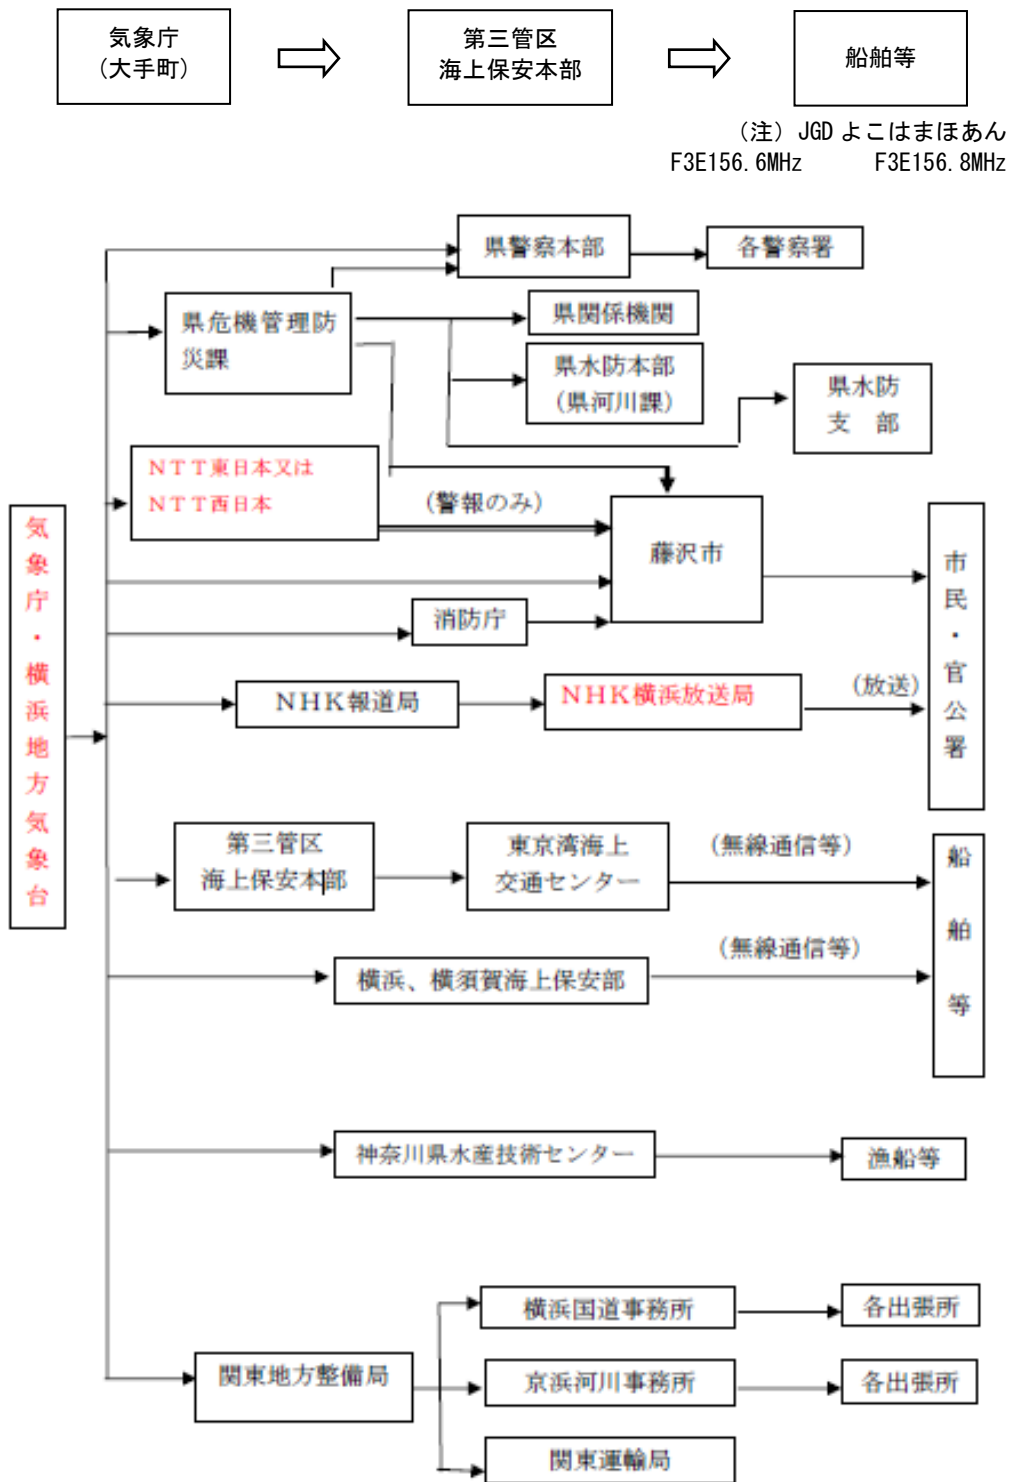 気象庁
(大手町)
第三管区
海上保安本部
船舶等
(注) JGD よこはまほあん
F3E156.6MHz F3E156.8MHz
県警察本部
各警察署
県危機管理防
災課
県関係機関
県水防本部
(県河川課)
県水防
支 部
NTT東日本又は
NTT西日本
(警報のみ)
藤沢市
消防庁
気象庁・横浜地方気象台
市民・官公署
NHK報道局
NHK横浜放送局
(放送)
第三管区
海上保安本部
東京湾海上
交通センター
(無線通信等)
船舶等
横浜、横須賀海上保安部
(無線通信等)
神奈川県水産技術センター
漁船等
関東地方整備局
横浜国道事務所
各出張所
京浜河川事務所
各出張所
関東運輸局